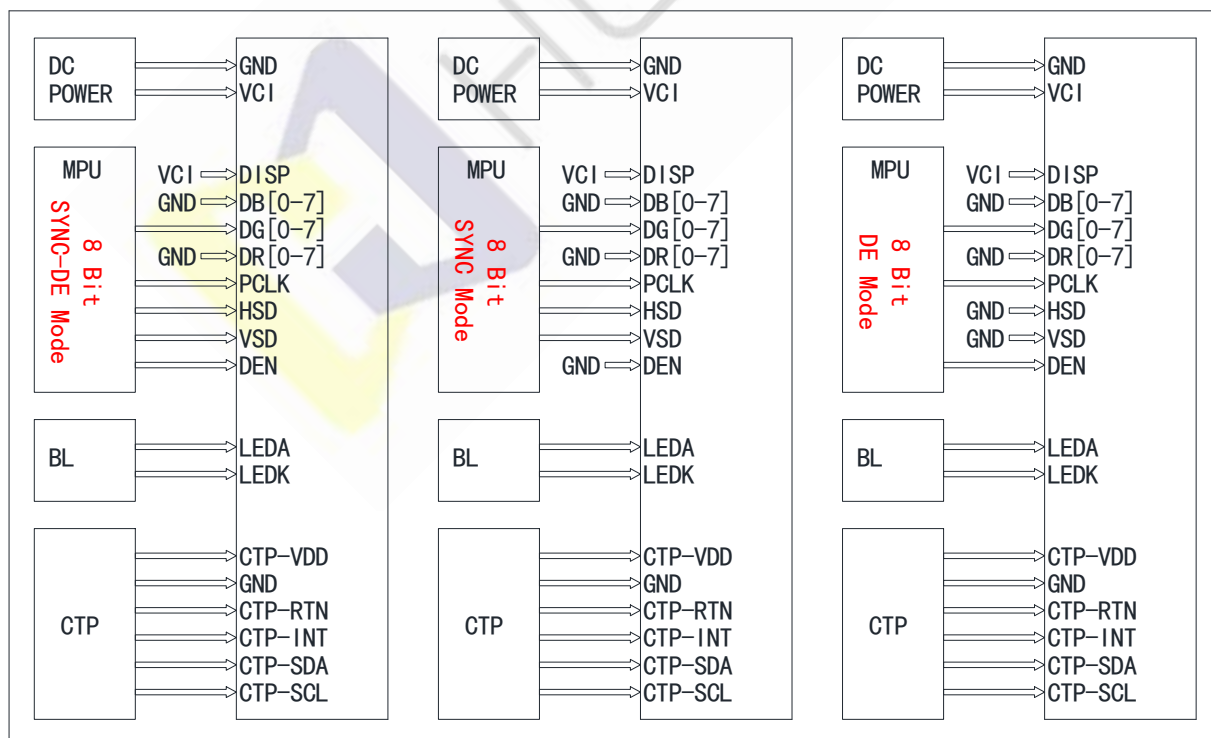 DC
POWER
GND
VCI
MPU
8 Bit
SYNC-DE Mode
VCI
DISP
GND
DB[0-7]
DG[0-7]
GND
DR[0-7]
PCLK
HSD
VSD
DEN
BL
LEDA
LEDK
CTP
CTP-VDD
GND
CTP-RTN
CTP-INT
CTP-SDA
CTP-SCL
DC
POWER
GND
VCI
MPU
8 Bit
SYNC Mode
VCI
DISP
GND
DB[0-7]
DG[0-7]
GND
DR[0-7]
PCLK
HSD
VSD
GND
DEN
BL
LEDA
LEDK
CTP
CTP-VDD
GND
CTP-RTN
CTP-INT
CTP-SDA
CTP-SCL
DC
POWER
GND
VCI
MPU
8 Bit
DE Mode
VCI
DISP
GND
DB[0-7]
DG[0-7]
GND
DR[0-7]
PCLK
GND
HSD
GND
VSD
DEN
BL
LEDA
LEDK
CTP
CTP-VDD
GND
CTP-RTN
CTP-INT
CTP-SDA
CTP-SCL